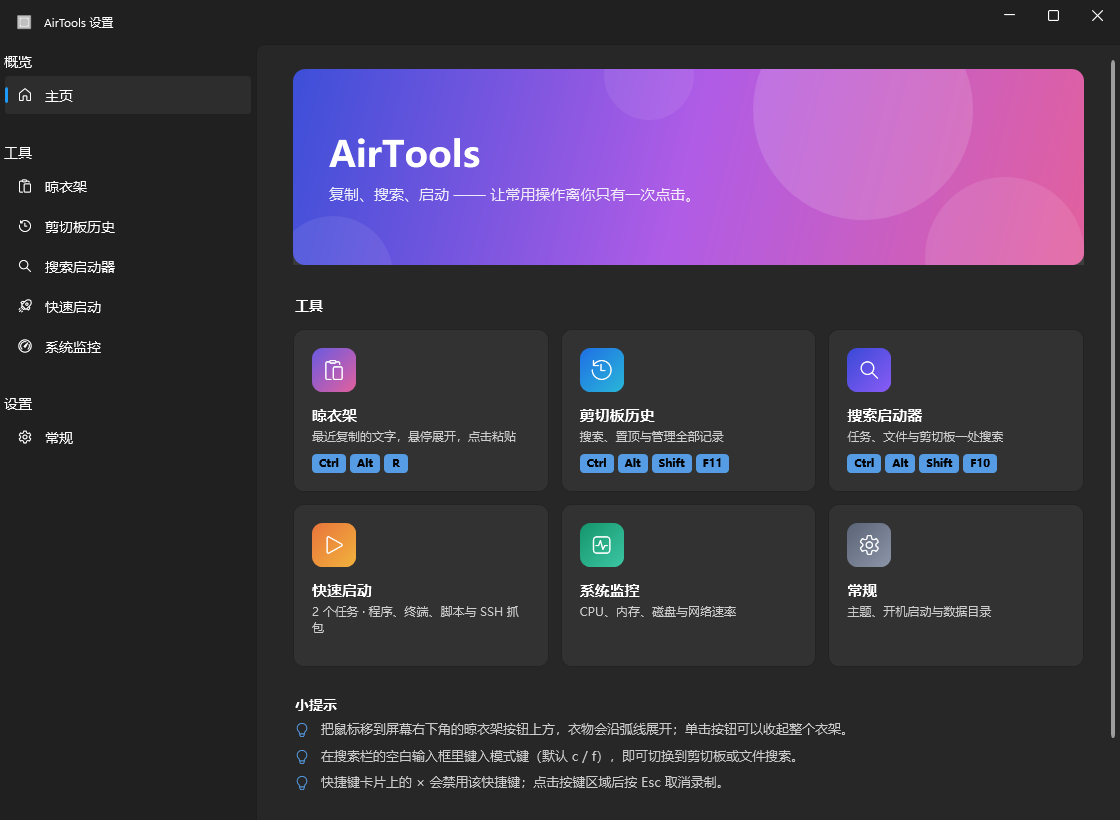 AirTools 设置
概览
主页
工具
晾衣架
剪切板历史
搜索启动器
快速启动
系统监控
设置
常规
AirTools
复制、搜索、启动 —— 让常用操作离你只有一次点击。
工具
晾衣架
最近复制的文字，悬停展开，点击粘贴
Ctrl Alt R
剪切板历史
搜索、置顶与管理全部记录
Ctrl Alt Shift F11
搜索启动器
任务、文件与剪切板一处搜索
Ctrl Alt Shift F10
快速启动
2 个任务 · 程序、终端、脚本与 SSH 抓
包
系统监控
CPU、内存、磁盘与网络速率
常规
主题、开机启动与数据目录
小提示
把鼠标移到屏幕右下角的晾衣架按钮上方，衣物会沿弧线展开；单击按钮可以收起整个衣架。
在搜索栏的空白输入框里键入模式键（默认 c / f），即可切换到剪切板或文件搜索。
快捷键卡片上的 × 会禁用该快捷键；点击按键区域后按 Esc 取消录制。